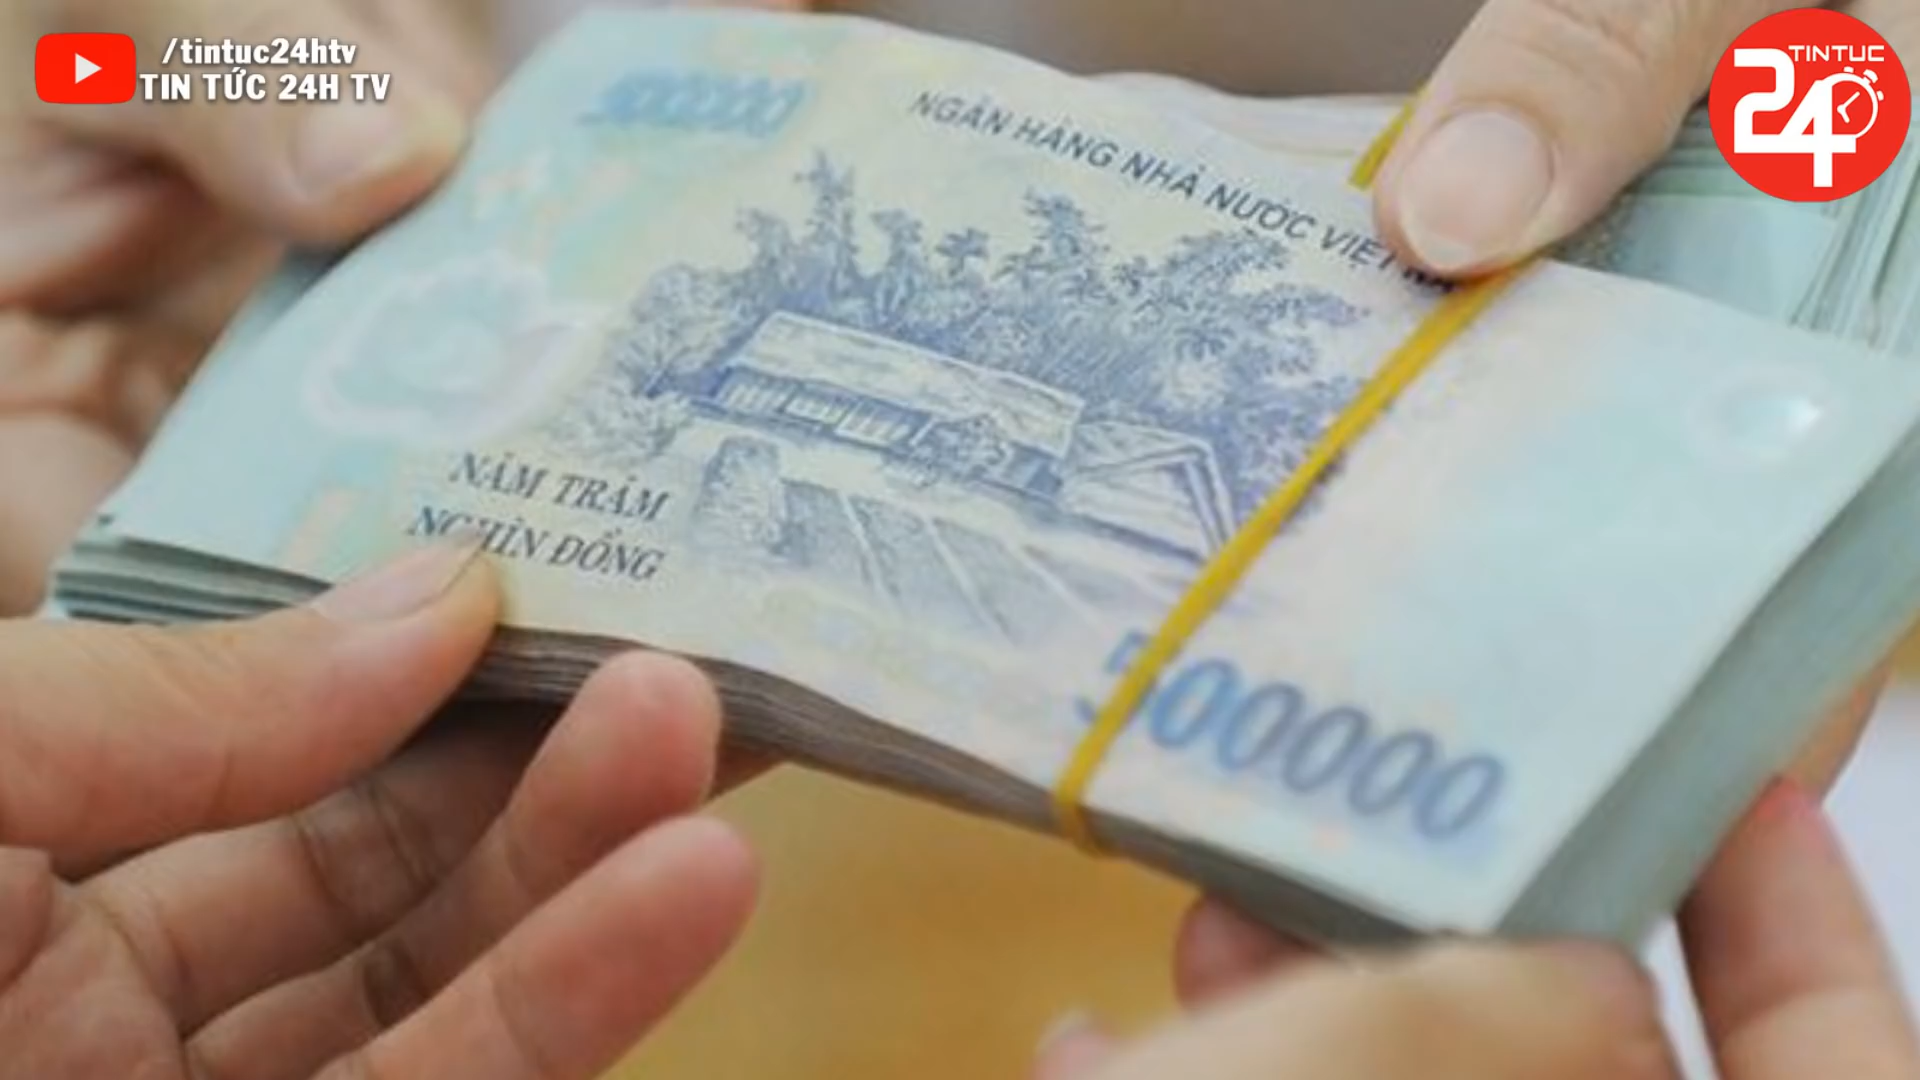 /tintuc24htv
TIN TỨC 24H TV
TINTUC
24
500000
NGÂN HÀNG NHÀ NƯỚC VIỆT
NĂM TRĂM
NGHÌN ĐỒNG
500000